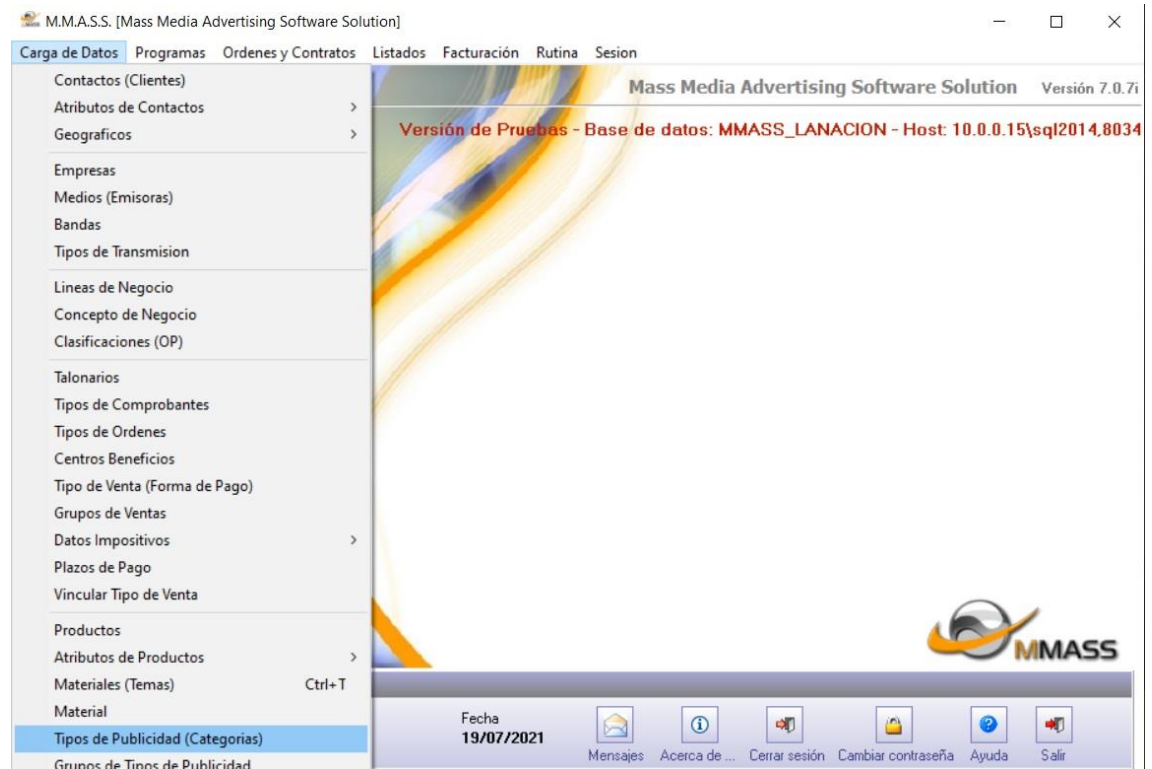 M.M.A.S.S. [Mass Media Advertising Software Solution]
Carga de Datos Programas Ordenes y Contratos Listados Facturación Rutina Sesion
Contactos (Clientes)
Atributos de Contactos >
Geograficos >
Empresas
Medios (Emisoras)
Bandas
Tipos de Transmision
Lineas de Negocio
Concepto de Negocio
Clasificaciones (OP)
Talonarios
Tipos de Comprobantes
Tipos de Ordenes
Centros Beneficios
Tipo de Venta (Forma de Pago)
Grupos de Ventas
Datos Impositivos >
Plazos de Pago
Vincular Tipo de Venta
Productos
Atributos de Productos >
Materiales (Temas) Ctrl+T
Material
Tipos de Publicidad (Categorias)
Grupos de Tipos de Publicidad
Mass Media Advertising Software Solution Versión 7.0.7i
Versión de Pruebas - Base de datos: MMASS_LANACION - Host: 10.0.0.15\sql2014,8034
MMASS
Fecha
19/07/2021
Mensajes Acerca de ... Cerrar sesión Cambiar contraseña Ayuda Salir